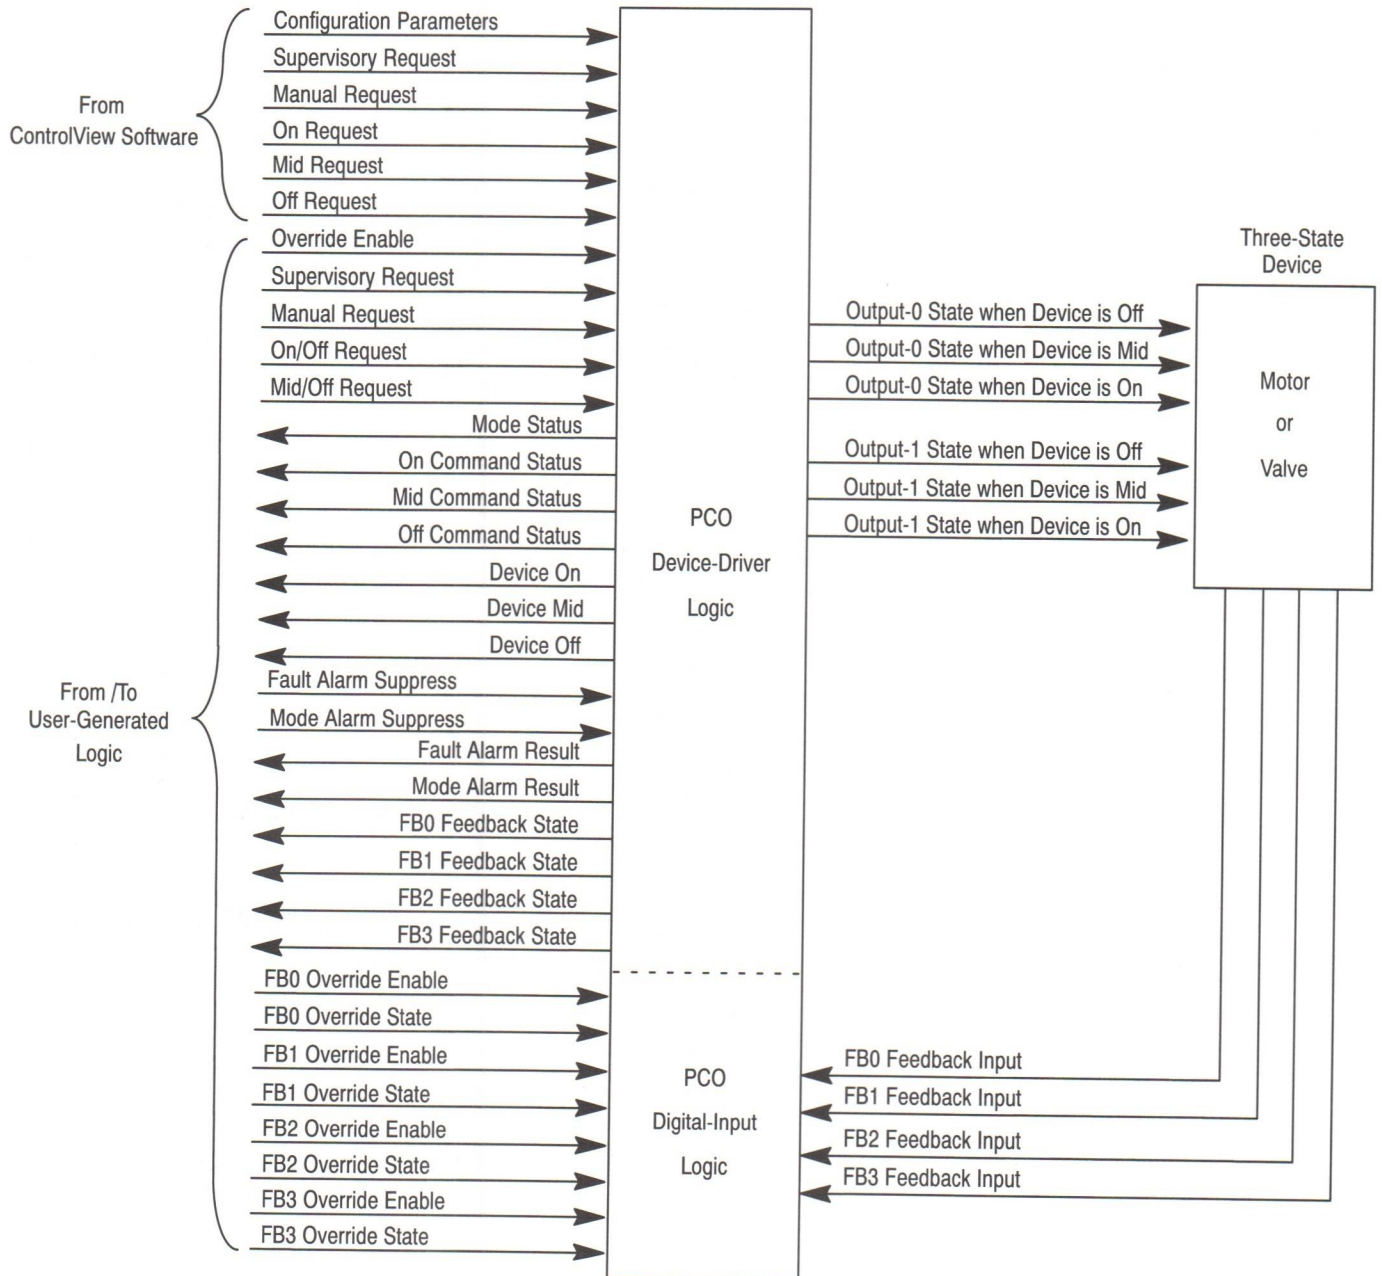 Configuration Parameters
Supervisory Request
Manual Request
On Request
Mid Request
Off Request
From
ControlView Software
Override Enable
Supervisory Request
Manual Request
On/Off Request
Mid/Off Request
Mode Status
On Command Status
Mid Command Status
Off Command Status
Device On
Device Mid
Device Off
Fault Alarm Suppress
Mode Alarm Suppress
Fault Alarm Result
Mode Alarm Result
FB0 Feedback State
FB1 Feedback State
FB2 Feedback State
FB3 Feedback State
FB0 Override Enable
FB0 Override State
FB1 Override Enable
FB1 Override State
FB2 Override Enable
FB2 Override State
FB3 Override Enable
FB3 Override State
From /To
User-Generated
Logic
PCO
Device-Driver
Logic
PCO
Digital-Input
Logic
Output-0 State when Device is Off
Output-0 State when Device is Mid
Output-0 State when Device is On
Output-1 State when Device is Off
Output-1 State when Device is Mid
Output-1 State when Device is On
Three-State
Device
Motor
or
Valve
FB0 Feedback Input
FB1 Feedback Input
FB2 Feedback Input
FB3 Feedback Input